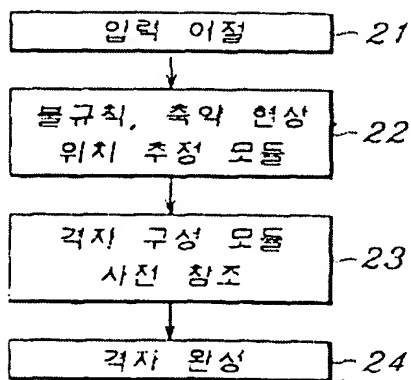 입력 어절 21
불규칙, 축약 현상
위치 추정 모듈 22
격자 구성 모듈
사전 참조 23
격자 완성 24